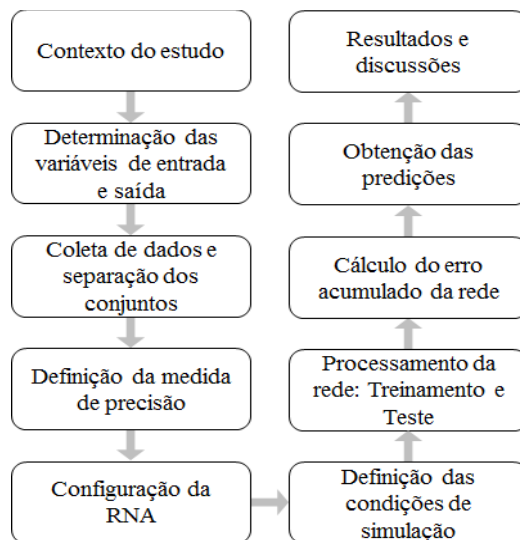 Contexto do estudo
Determinação das
variáveis de entrada
e saída
Coleta de dados e
separação dos
conjuntos
Definição da medida
de precisão
Configuração da
RNA
Definição das
condições de
simulação
Processamento da
rede: Treinamento e
Teste
Cálculo do erro
acumulado da rede
Obtenção das
predições
Resultados e
discussões